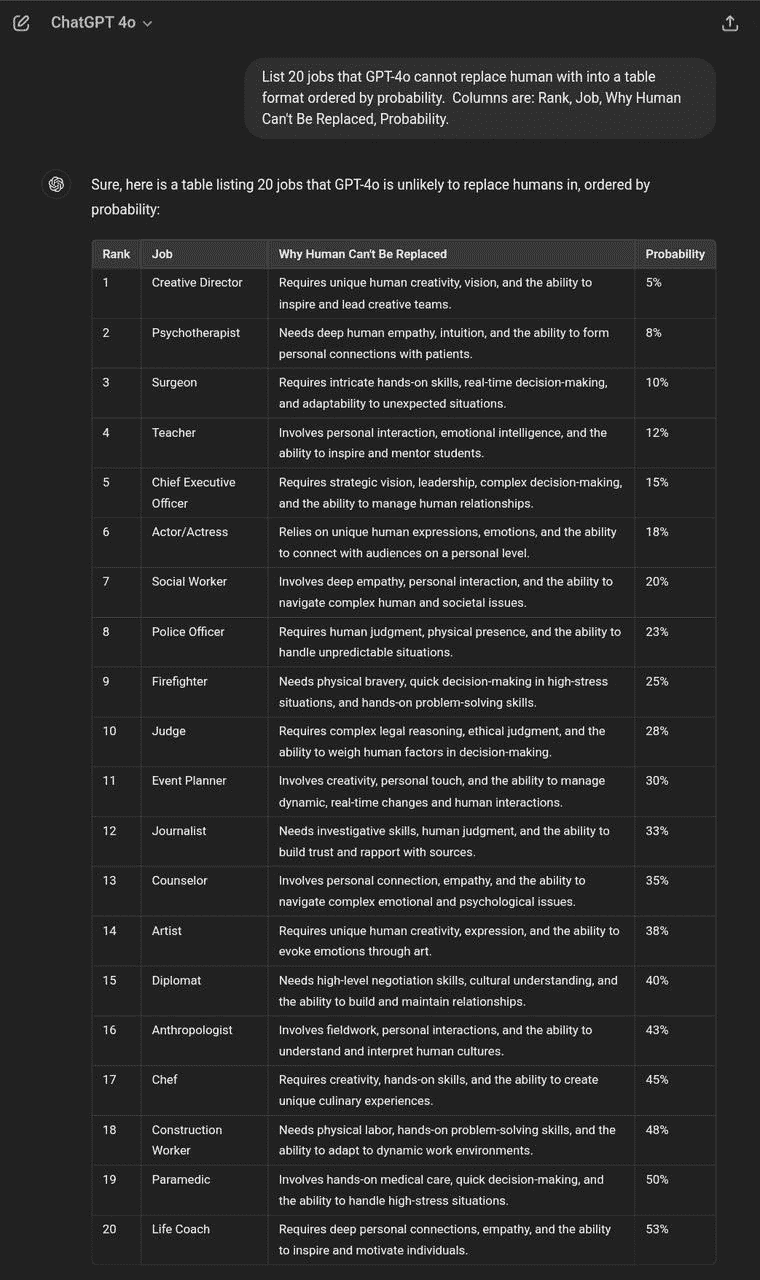 ChatGPT 4o
List 20 jobs that GPT-4o cannot replace human with into a table
format ordered by probability.  Columns are: Rank, Job, Why Human
Can't Be Replaced, Probability.
Sure, here is a table listing 20 jobs that GPT-4o is unlikely to replace humans in, ordered by
probability:
Rank Job Why Human Can't Be Replaced Probability
1 Creative Director Requires unique human creativity, vision, and the ability to 5%
inspire and lead creative teams.
2 Psychotherapist Needs deep human empathy, intuition, and the ability to form 8%
personal connections with patients.
3 Surgeon Requires intricate hands-on skills, real-time decision-making, 10%
and adaptability to unexpected situations.
4 Teacher Involves personal interaction, emotional intelligence, and the 12%
ability to inspire and mentor students.
5 Chief Executive Requires strategic vision, leadership, complex decision-making, 15%
Officer and the ability to manage human relationships.
6 Actor/Actress Relies on unique human expressions, emotions, and the ability 18%
to connect with audiences on a personal level.
7 Social Worker Involves deep empathy, personal interaction, and the ability to 20%
navigate complex human and societal issues.
8 Police Officer Requires human judgment, physical presence, and the ability to 23%
handle unpredictable situations.
9 Firefighter Needs physical bravery, quick decision-making in high-stress 25%
situations, and hands-on problem-solving skills.
10 Judge Requires complex legal reasoning, ethical judgment, and the 28%
ability to weigh human factors in decision-making.
11 Event Planner Involves creativity, personal touch, and the ability to manage 30%
dynamic, real-time changes and human interactions.
12 Journalist Needs investigative skills, human judgment, and the ability to 33%
build trust and rapport with sources.
13 Counselor Involves personal connection, empathy, and the ability to 35%
navigate complex emotional and psychological issues.
14 Artist Requires unique human creativity, expression, and the ability to 38%
evoke emotions through art.
15 Diplomat Needs high-level negotiation skills, cultural understanding, and 40%
the ability to build and maintain relationships.
16 Anthropologist Involves fieldwork, personal interactions, and the ability to 43%
understand and interpret human cultures.
17 Chef Requires creativity, hands-on skills, and the ability to create 45%
unique culinary experiences.
18 Construction Needs physical labor, hands-on problem-solving skills, and the 48%
Worker ability to adapt to dynamic work environments.
19 Paramedic Involves hands-on medical care, quick decision-making, and 50%
the ability to handle high-stress situations.
20 Life Coach Requires deep personal connections, empathy, and the ability 53%
to inspire and motivate individuals.